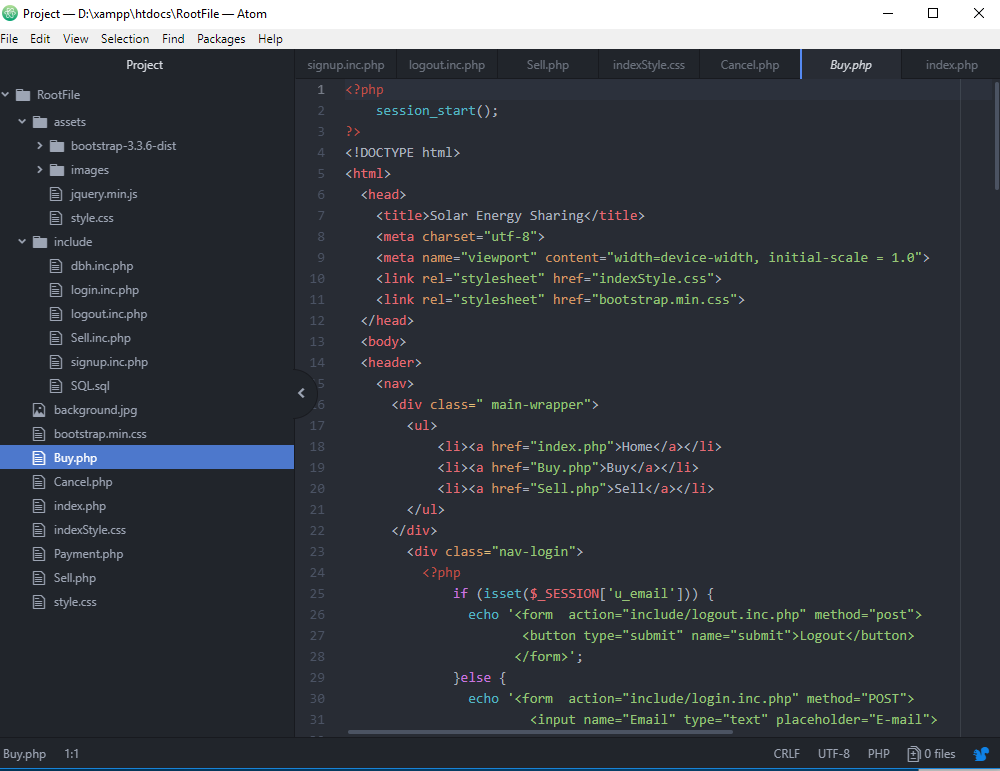 Project — D:\xampp\htdocs\RootFile — Atom
File Edit View Selection Find Packages Help
Project
RootFile
assets
bootstrap-3.3.6-dist
images
jquery.min.js
style.css
include
dbh.inc.php
login.inc.php
logout.inc.php
Sell.inc.php
signup.inc.php
SQL.sql
background.jpg
bootstrap.min.css
Buy.php
Cancel.php
index.php
indexStyle.css
Payment.php
Sell.php
style.css
signup.inc.php logout.inc.php Sell.php indexStyle.css Cancel.php Buy.php index.php
1 <?php
2 session_start();
3 ?>
4 <!DOCTYPE html>
5 <html>
6 <head>
7 <title>Solar Energy Sharing</title>
8 <meta charset="utf-8">
9 <meta name="viewport" content="width=device-width, initial-scale = 1.0">
10 <link rel="stylesheet" href="indexStyle.css">
11 <link rel="stylesheet" href="bootstrap.min.css">
12 </head>
13 <body>
14 <header>
5 <nav>
6 <div class=" main-wrapper">
17 <ul>
18 <li><a href="index.php">Home</a></li>
19 <li><a href="Buy.php">Buy</a></li>
20 <li><a href="Sell.php">Sell</a></li>
21 </ul>
22 </div>
23 <div class="nav-login">
24 <?php
25 if (isset($_SESSION['u_email'])) {
26 echo '<form  action="include/logout.inc.php" method="post">
27 <button type="submit" name="submit">Logout</button>
28 </form>';
29 }else {
30 echo '<form  action="include/login.inc.php" method="POST">
31 <input name="Email" type="text" placeholder="E-mail">
Buy.php 1:1 CRLF UTF-8 PHP 0 files